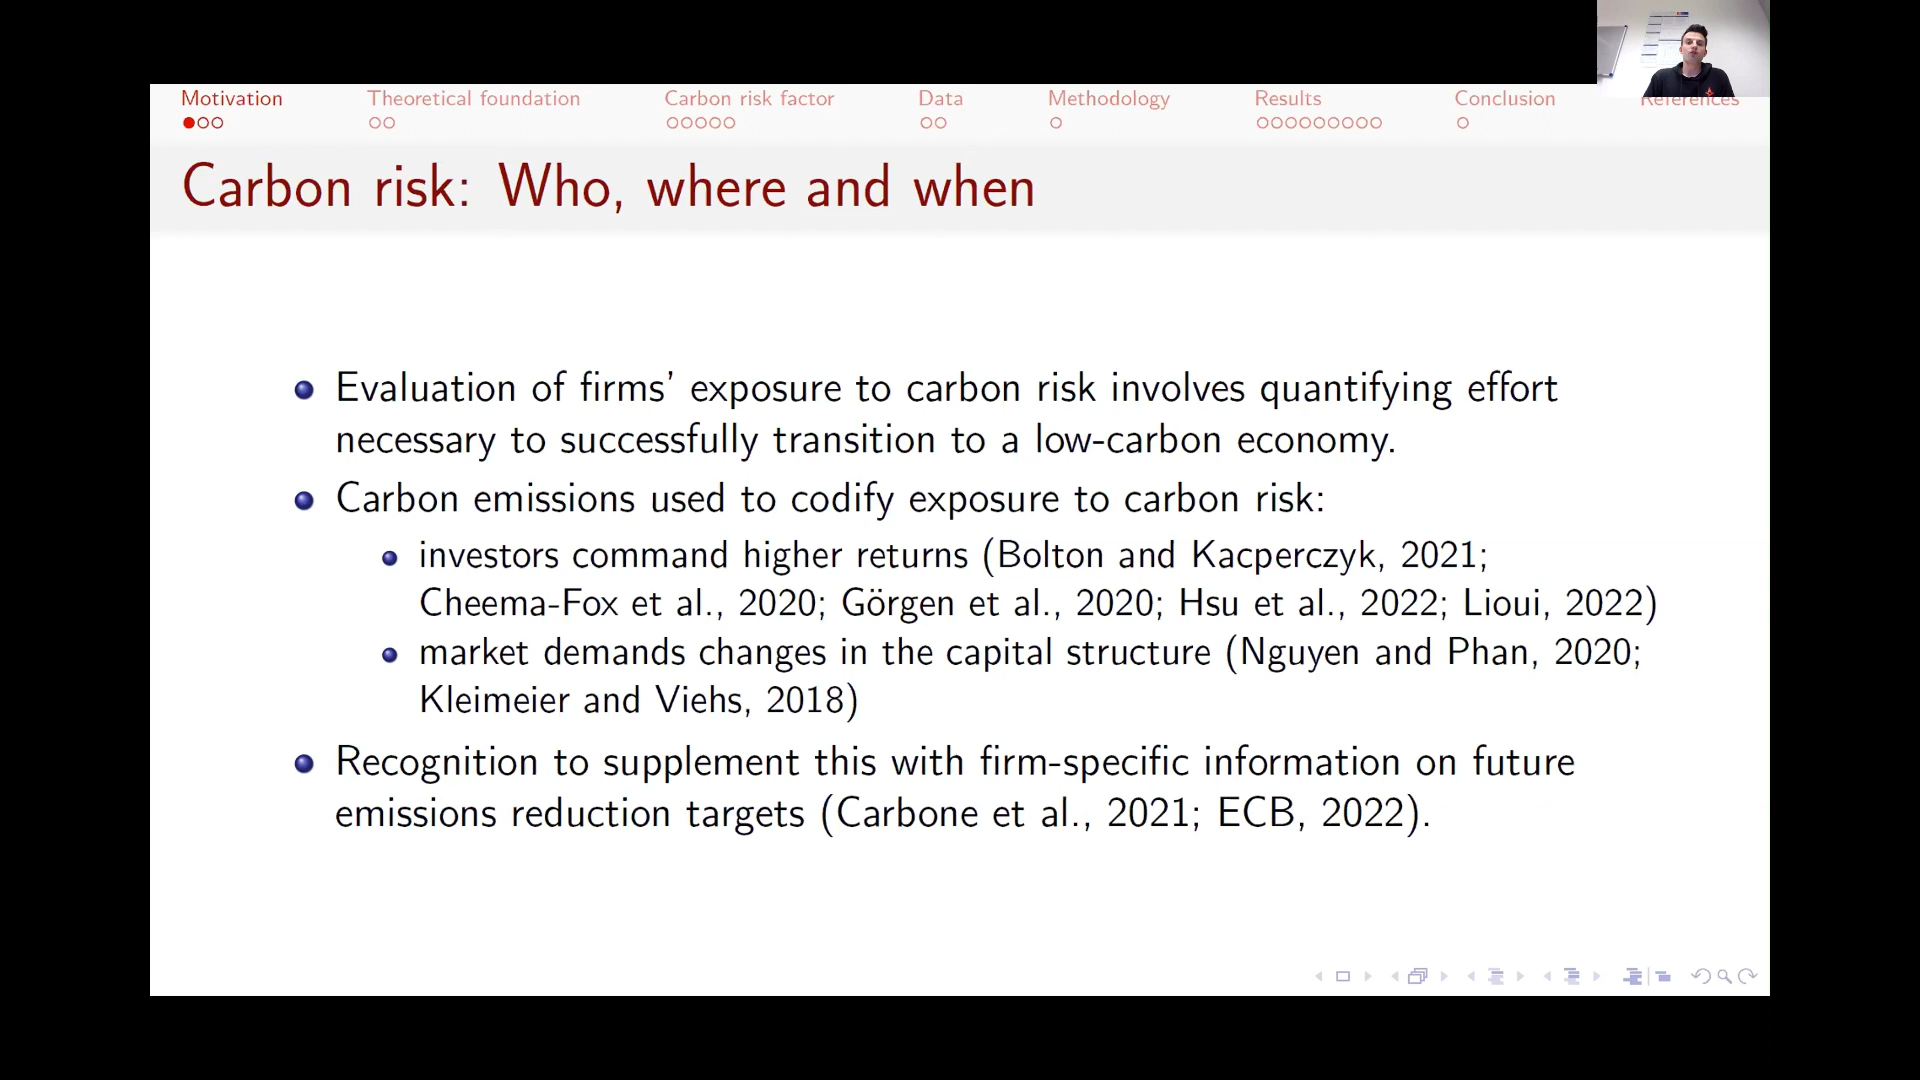 Motivation Theoretical foundation Carbon risk factor Data Methodology Results Conclusion References
Carbon risk: Who, where and when
Evaluation of firms’ exposure to carbon risk involves quantifying effort
necessary to successfully transition to a low-carbon economy.
Carbon emissions used to codify exposure to carbon risk:
investors command higher returns (Bolton and Kacperczyk, 2021;
Cheema-Fox et al., 2020; Görgen et al., 2020; Hsu et al., 2022; Lioui, 2022)
market demands changes in the capital structure (Nguyen and Phan, 2020;
Kleimeier and Viehs, 2018)
Recognition to supplement this with firm-specific information on future
emissions reduction targets (Carbone et al., 2021; ECB, 2022).